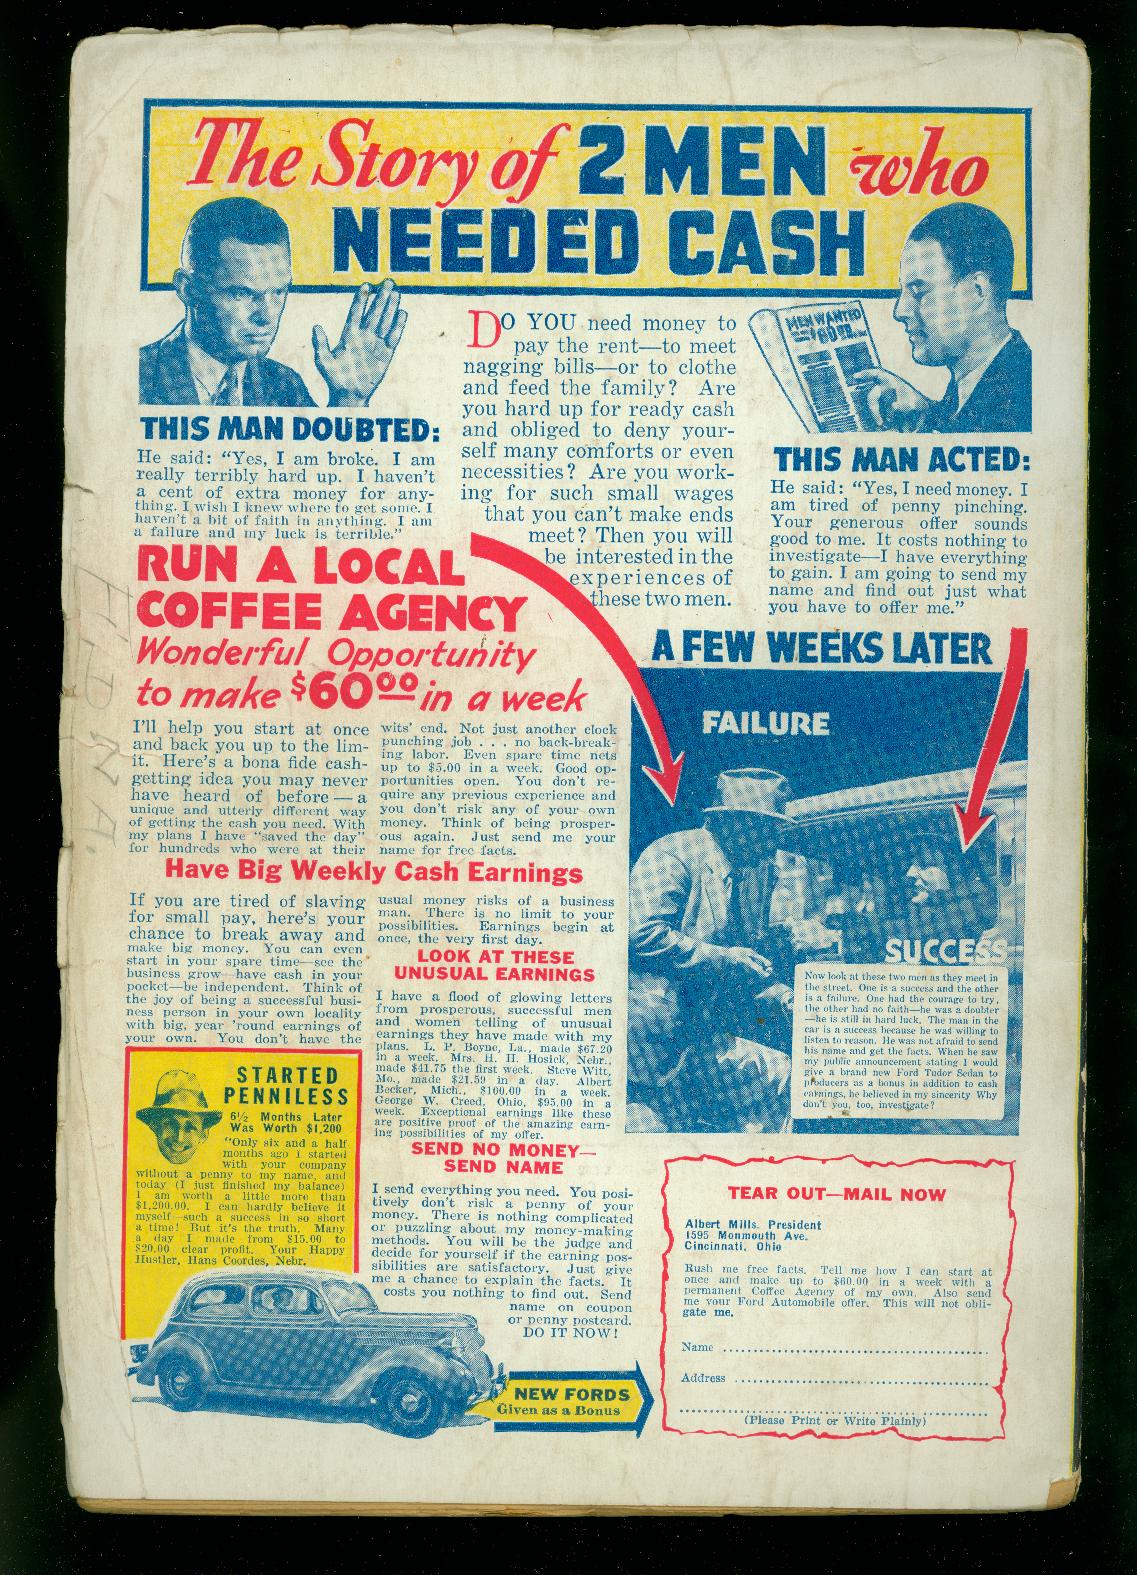 The Story of 2 MEN who
NEEDED CASH
MEN WANTED
THIS MAN DOUBTED:
He said: “Yes, I am broke. I am
really terribly hard up. I haven't
a cent of extra money for any-
thing. I wish I knew where to get some. I
haven't a bit of faith in anything. I am
a failure and my luck is terrible.”
DO YOU need money to
pay the rent—to meet
nagging bills—or to clothe
and feed the family? Are
you hard up for ready cash
and obliged to deny your-
self many comforts or even
necessities? Are you work-
ing for such small wages
that you can't make ends
meet? Then you will
be interested in the
experiences of
these two men.
THIS MAN ACTED:
He said: “Yes, I need money. I
am tired of penny pinching.
Your generous offer sounds
good to me. It costs nothing to
investigate—I have everything
to gain. I am going to send my
name and find out just what
you have to offer me.”
RUN A LOCAL
COFFEE AGENCY
Wonderful Opportunity
to make $60.00 in a week
I'll help you start at once
and back you up to the lim-
it. Here's a bona fide cash-
getting idea you may never
have heard of before—a
unique and utterly different way
of getting the cash you need. With
my plans I have “saved the day”
for hundreds who were at their
wits' end. Not just another clock
punching job . . . no back-break-
ing labor. Even spare time nets
up to $5.00 in a week. Good op-
portunities open. You don't re-
quire any previous experience and
you don't risk any of your own
money. Think of being prosper-
ous again. Just send me your
name for free facts.
Have Big Weekly Cash Earnings
If you are tired of slaving
for small pay, here's your
chance to break away and
make big money. You can even
start in your spare time—see the
business grow—have cash in your
pocket—be independent. Think of
the joy of being a successful busi-
ness person in your own locality
with big, year 'round earnings of
your own. You don't have the
usual money risks of a business
man. There is no limit to your
possibilities. Earnings begin at
once, the very first day.
LOOK AT THESE
UNUSUAL EARNINGS
I have a flood of glowing letters
from prosperous, successful men
and women telling of unusual
earnings they have made with my
plans. L. P. Boyne, La., made $67.20
in a week. Mrs. H. H. Hosick, Nebr.,
made $41.75 the first week. Steve Witt,
Mo., made $21.59 in a day. Albert
Becker, Mich., $100.00 in a week.
George W. Creed, Ohio, $95.00 in a
week. Exceptional earnings like these
are positive proof of the amazing earn-
ing possibilities of my offer.
SEND NO MONEY—
SEND NAME
I send everything you need. You posi-
tively don't risk a penny of your
money. There is nothing complicated
or puzzling about my money-making
methods. You will be the judge and
decide for yourself if the earning pos-
sibilities are satisfactory. Just give
me a chance to explain the facts. It
costs you nothing to find out. Send
name on coupon
or penny postcard.
DO IT NOW!
STARTED
PENNILESS
6½ Months Later
Was Worth $1,200
“Only six and a half
months ago I started
with your company
without a penny to my name, and
today (I just finished my balance)
I am worth a little more than
$1,200.00. I can hardly believe it
myself—such a success in so short
a time! But it's the truth. Many
a day I made from $15.00 to
$20.00 clear profit. Your Happy
Hustler, Hans Coordes, Nebr.
NEW FORDS
Given as a Bonus
A FEW WEEKS LATER
FAILURE
SUCCESS
Now look at these two men as they meet in
the street. One is a success and the other
is a failure. One had the courage to try,
the other had no faith—he was a doubter
—he is still in hard luck. The man in the
car is a success because he was willing to
listen to reason. He was not afraid to send
his name and get the facts. When he saw
my public announcement stating I would
give a brand new Ford Tudor Sedan to
producers as a bonus in addition to cash
earnings, he believed in my sincerity Why
don't you, too, investigate?
TEAR OUT—MAIL NOW
Albert Mills, President
1595 Monmouth Ave.
Cincinnati, Ohio
Rush me free facts. Tell me how I can start at
once and make up to $60.00 in a week with a
permanent Coffee Agency of my own. Also send
me your Ford Automobile offer. This will not obli-
gate me.
Name
Address
(Please Print or Write Plainly)